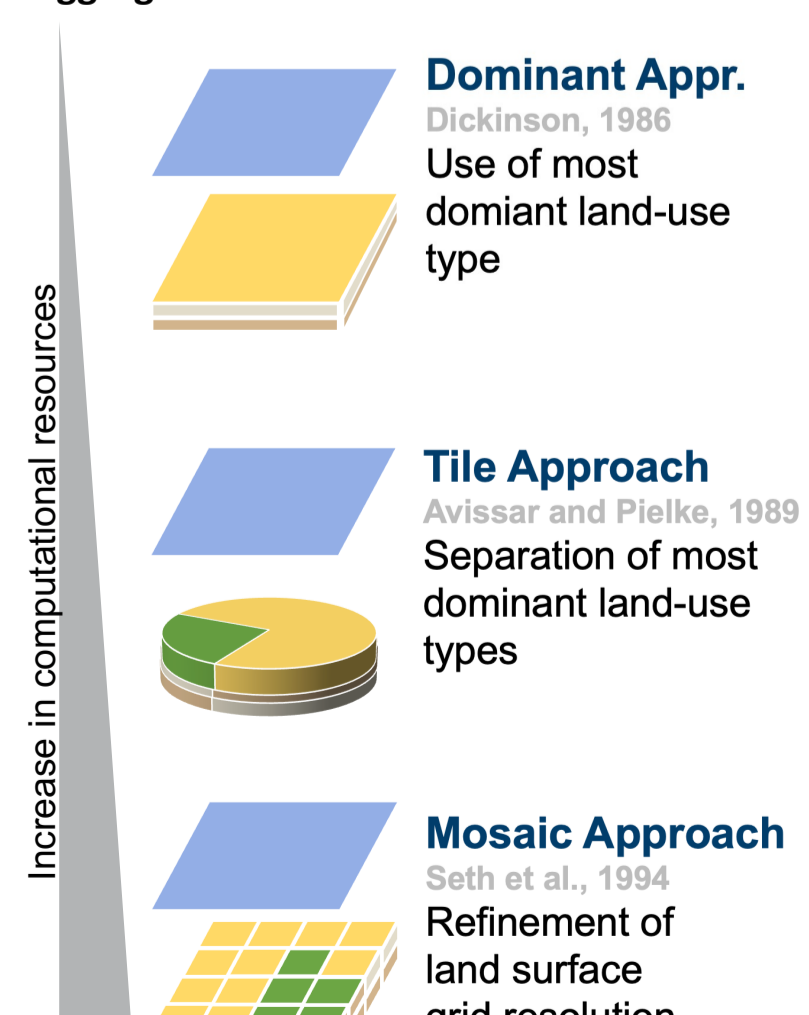 Dominant Appr.
Dickinson, 1986
Use of most
domiant land-use
type
Increase in computational resources
Tile Approach
Avissar and Pielke, 1989
Separation of most
dominant land-use
types
Mosaic Approach
Seth et al., 1994
Refinement of
land surface
grid resolution